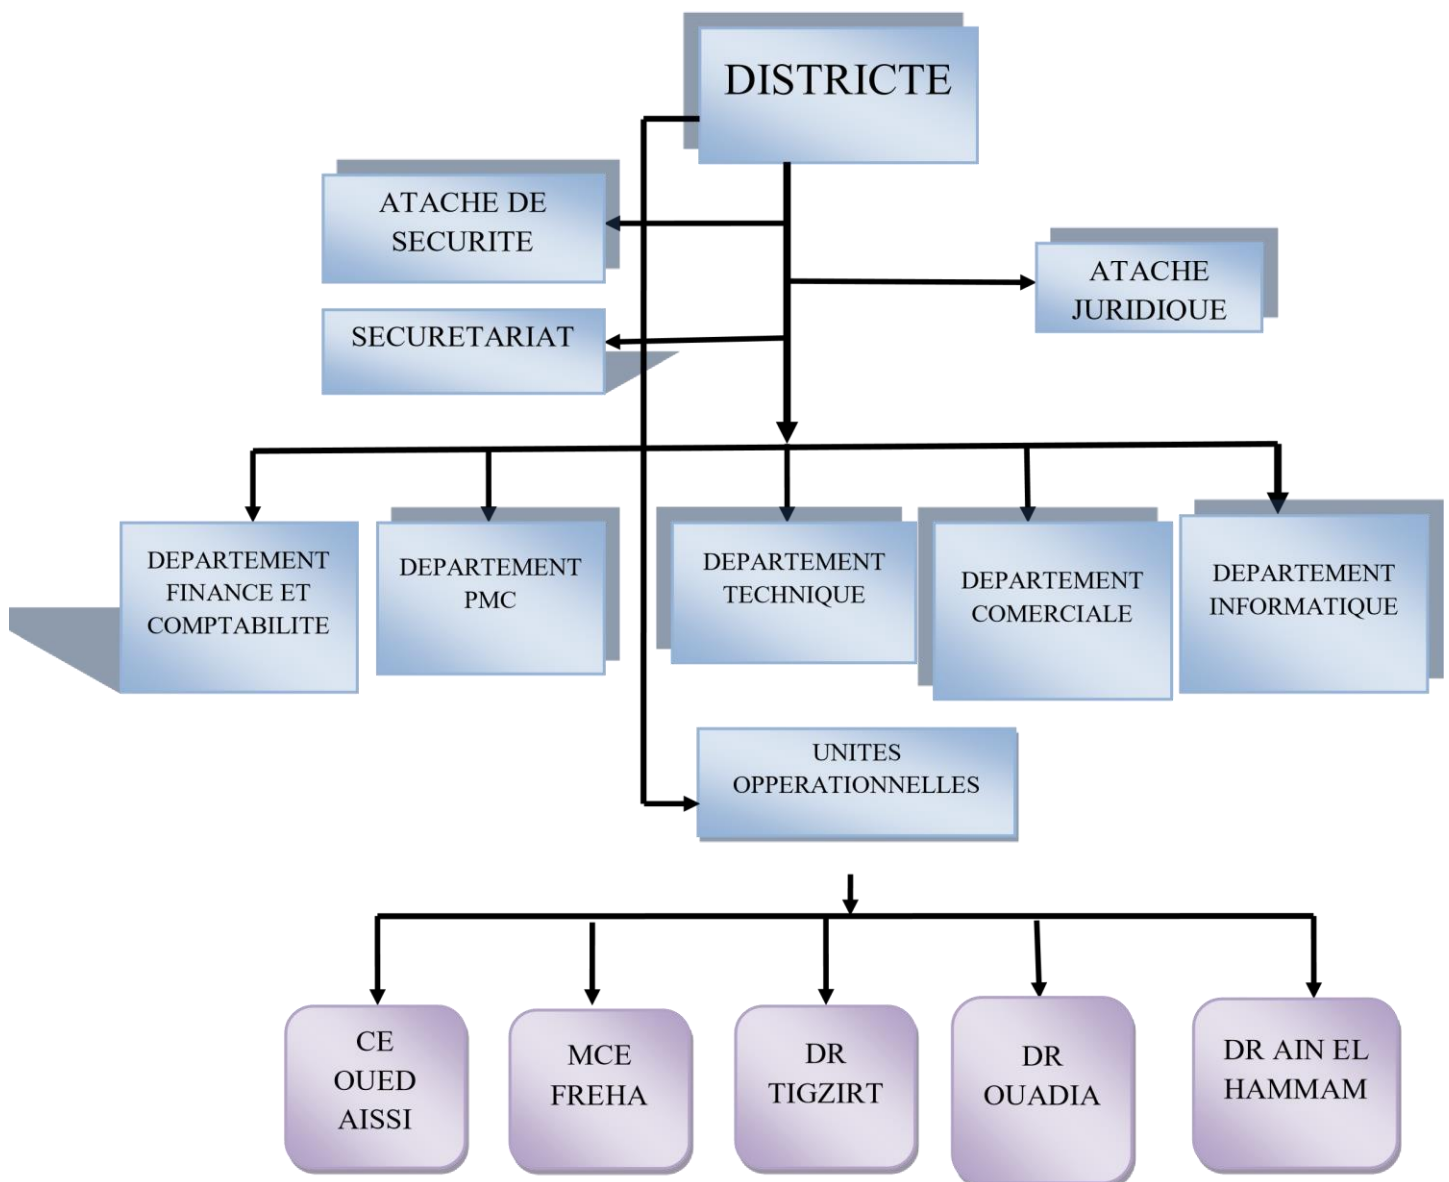 DISTRICTE
ATACHE DE
SECURITE
ATACHE
JURIDIQUE
SECURETARIAT
DEPARTEMENT
FINANCE ET
COMPTABILITE
DEPARTEMENT
PMC
DEPARTEMENT
TECHNIQUE
DEPARTEMENT
COMERCIALE
DEPARTEMENT
INFORMATIQUE
UNITES
OPPERATIONNELLES
CE
OUED
AISSI
MCE
FREHA
DR
TIGZIRT
DR
OUADIA
DR AIN EL
HAMMAM